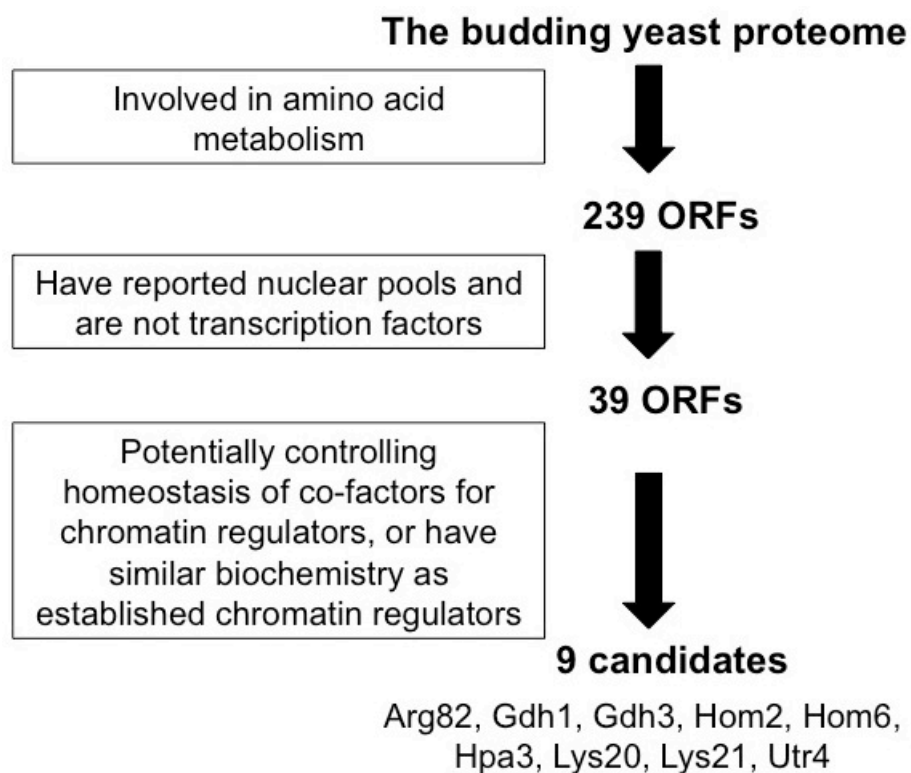 The budding yeast proteome
Involved in amino acid
metabolism
239 ORFs
Have reported nuclear pools and
are not transcription factors
39 ORFs
Potentially controlling
homeostasis of co-factors for
chromatin regulators, or have
similar biochemistry as
established chromatin regulators
9 candidates
Arg82, Gdh1, Gdh3, Hom2, Hom6,
Hpa3, Lys20, Lys21, Utr4